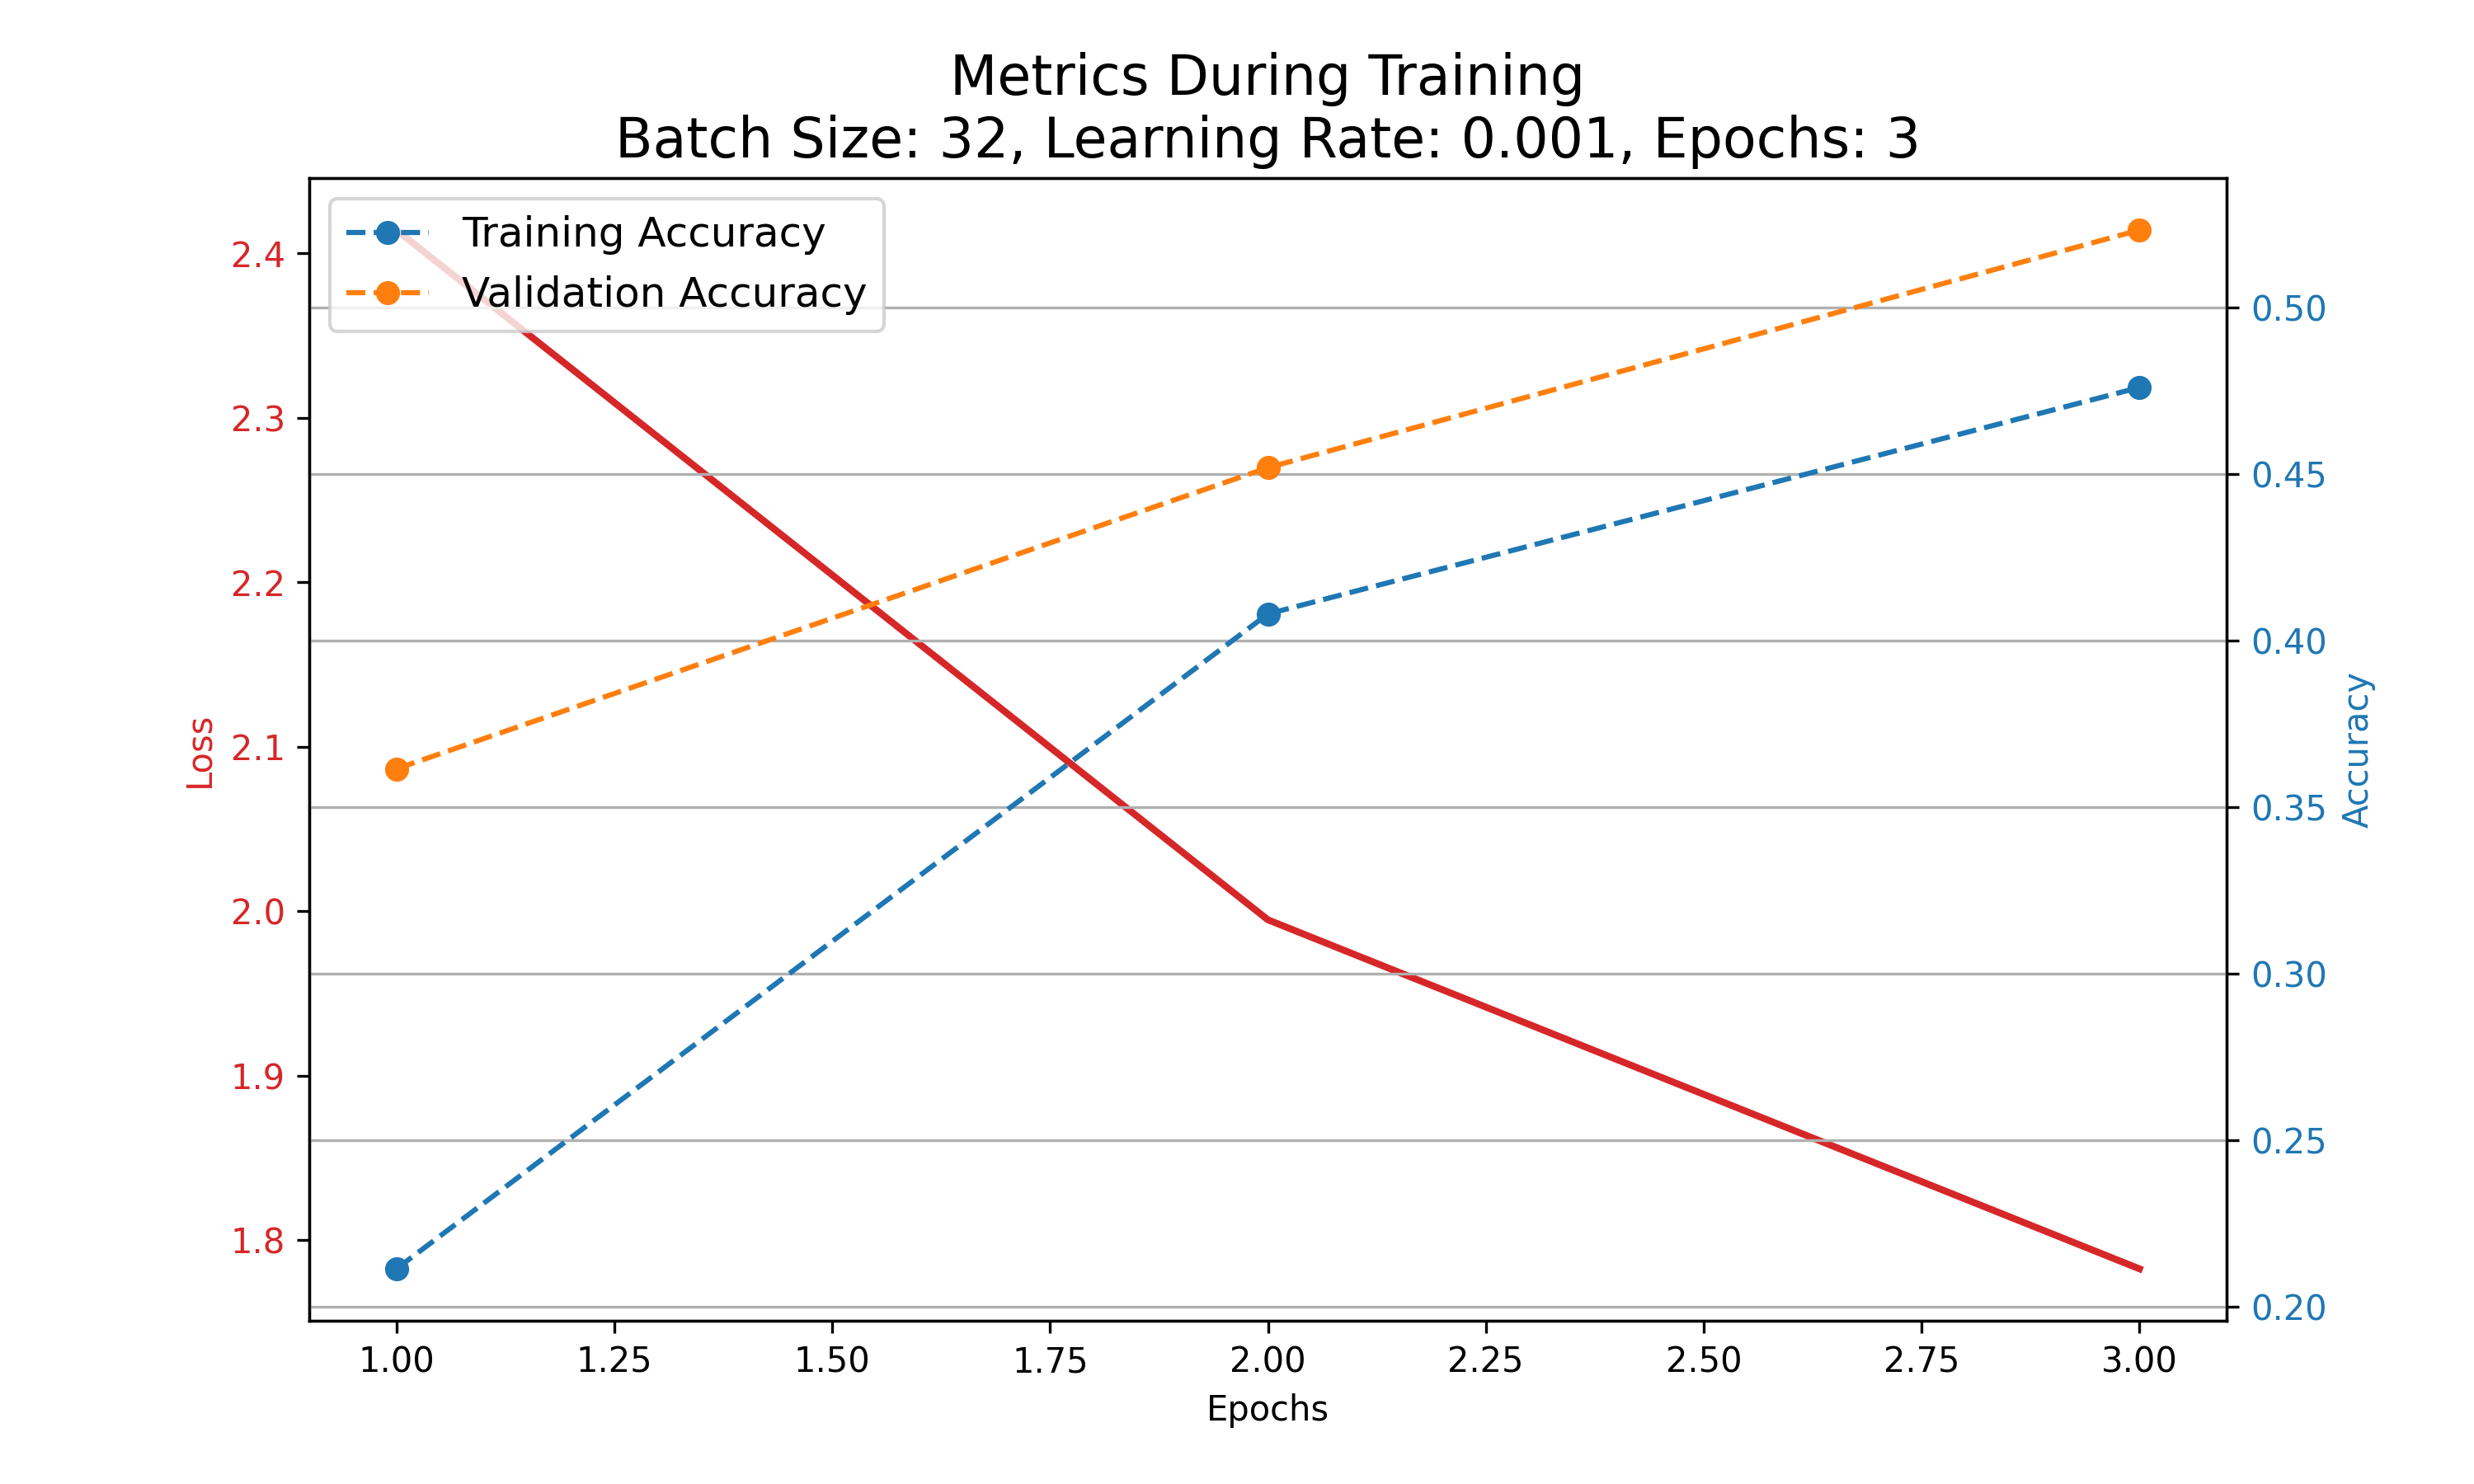 Metrics During Training
Batch Size: 32, Learning Rate: 0.001, Epochs: 3
Training Accuracy
Validation Accuracy
2.4
2.3
2.2
2.1
2.0
1.9
1.8
Loss
0.50
0.45
0.40
0.35
0.30
0.25
0.20
Accuracy
1.00 1.25 1.50 1.75 2.00 2.25 2.50 2.75 3.00
Epochs